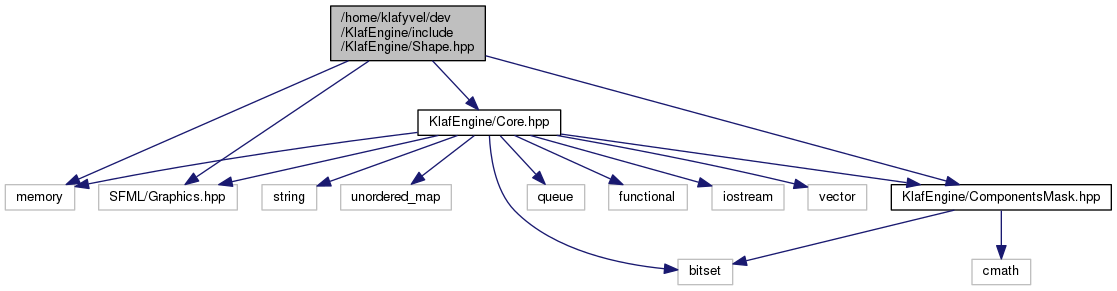 /home/klafyvel/dev
/KlafEngine/include
/KlafEngine/Shape.hpp
KlafEngine/Core.hpp
memory
SFML/Graphics.hpp
string
unordered_map
queue
functional
iostream
vector
KlafEngine/ComponentsMask.hpp
bitset
cmath